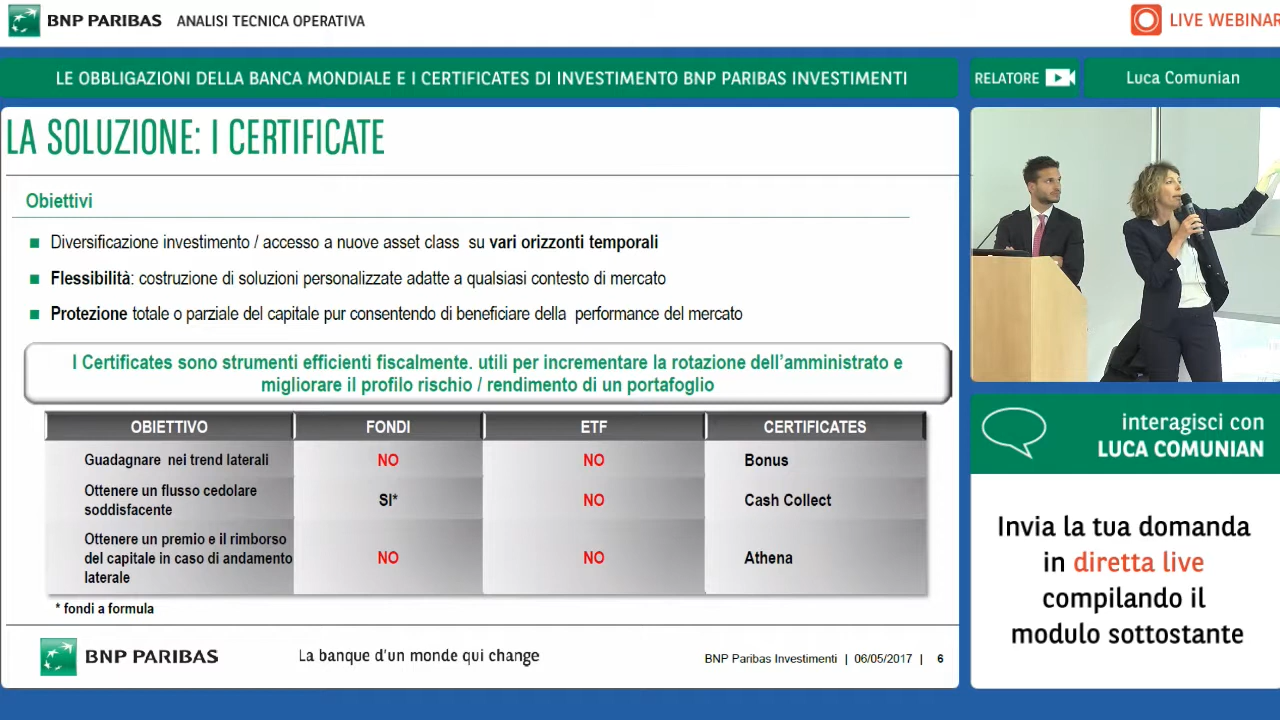 BNP PARIBAS ANALISI TECNICA OPERATIVA
LIVE WEBINAR
LE OBBLIGAZIONI DELLA BANCA MONDIALE E I CERTIFICATES DI INVESTIMENTO BNP PARIBAS INVESTIMENTI
RELATORE
Luca Comunian
LA SOLUZIONE: I CERTIFICATE
Obiettivi
Diversificazione investimento / accesso a nuove asset class su vari orizzonti temporali
Flessibilità: costruzione di soluzioni personalizzate adatte a qualsiasi contesto di mercato
Protezione totale o parziale del capitale pur consentendo di beneficiare della performance del mercato
I Certificates sono strumenti efficienti fiscalmente. utili per incrementare la rotazione dell'amministrato e
migliorare il profilo rischio / rendimento di un portafoglio
OBIETTIVO FONDI ETF CERTIFICATES
Guadagnare nei trend laterali NO NO Bonus
Ottenere un flusso cedolare
soddisfacente SI* NO Cash Collect
Ottenere un premio e il rimborso
del capitale in caso di andamento NO NO Athena
laterale
* fondi a formula
BNP PARIBAS
La banque d'un monde qui change
BNP Paribas Investimenti | 06/05/2017 | 6
interagisci con
LUCA COMUNIAN
Invia la tua domanda
in diretta live
compilando il
modulo sottostante